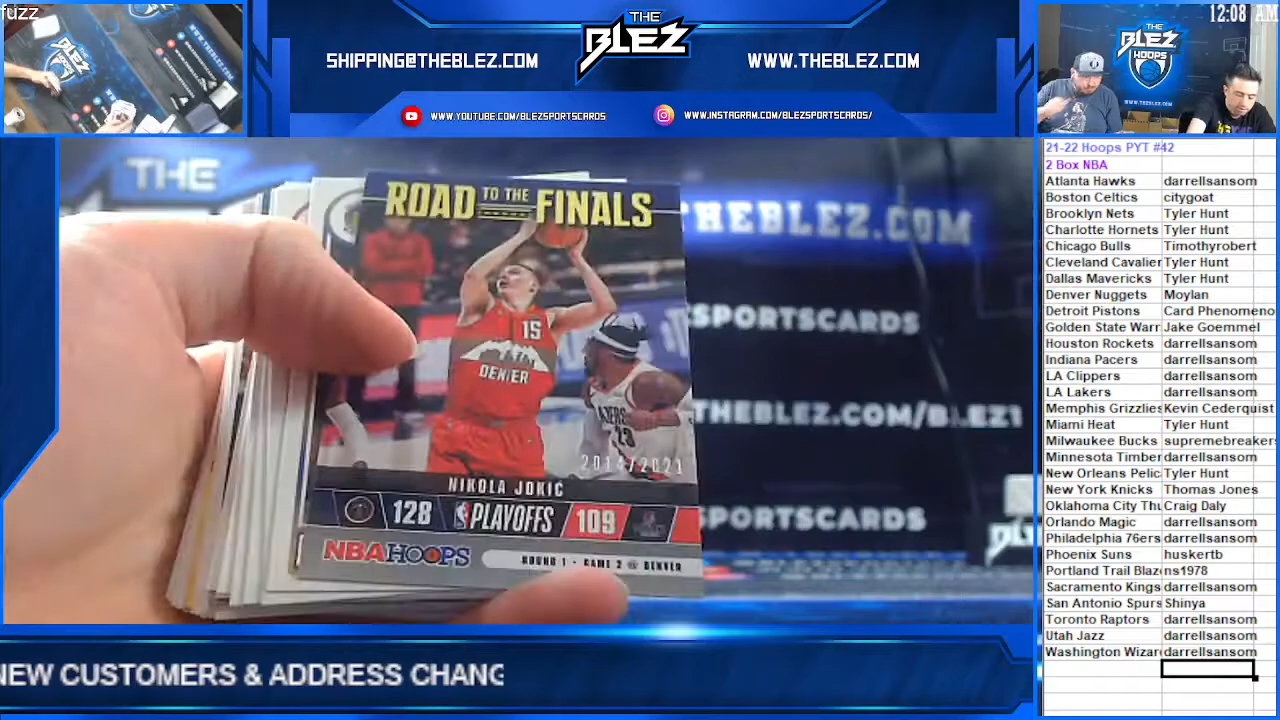 fuzz
THE
BLEZ
SHIPPING@THEBLEZ.COM
WWW.THEBLEZ.COM
WWW.YOUTUBE.COM/BLEZSPORTSCARDS
WWW.INSTAGRAM.COM/BLEZSPORTSCARDS/
12:08 AM
THE
BLEZ
HOOPS
21-22 Hoops PYT #42
2 Box NBA
Atlanta Hawks darrellsansom
Boston Celtics citygoat
Brooklyn Nets Tyler Hunt
Charlotte Hornets Tyler Hunt
Chicago Bulls Timothyrobert
Cleveland Cavalier Tyler Hunt
Dallas Mavericks Tyler Hunt
Denver Nuggets Moylan
Detroit Pistons Card Phenomeno
Golden State Warr Jake Goemmel
Houston Rockets darrellsansom
Indiana Pacers darrellsansom
LA Clippers darrellsansom
LA Lakers darrellsansom
Memphis Grizzlies Kevin Cederquist
Miami Heat Tyler Hunt
Milwaukee Bucks supremebreaker
Minnesota Timber darrellsansom
New Orleans Pelic Tyler Hunt
New York Knicks Thomas Jones
Oklahoma City Thu Craig Daly
Orlando Magic darrellsansom
Philadelphia 76ers darrellsansom
Phoenix Suns huskertb
Portland Trail Blaz ns1978
Sacramento Kings darrellsansom
San Antonio Spurs Shinya
Toronto Raptors darrellsansom
Utah Jazz darrellsansom
Washington Wizar darrellsansom
THE
ROAD TO THE FINALS
15
DENVER
23
2014/2021
NIKOLA JOKIC
128 NBA PLAYOFFS 109
NBA HOOPS
ROUND 1 • GAME 2 @ DENVER
THEBLEZ.COM
SPORTSCARDS
THEBLEZ.COM/BLEZ1
SPORTSCARDS
NEW CUSTOMERS & ADDRESS CHANG